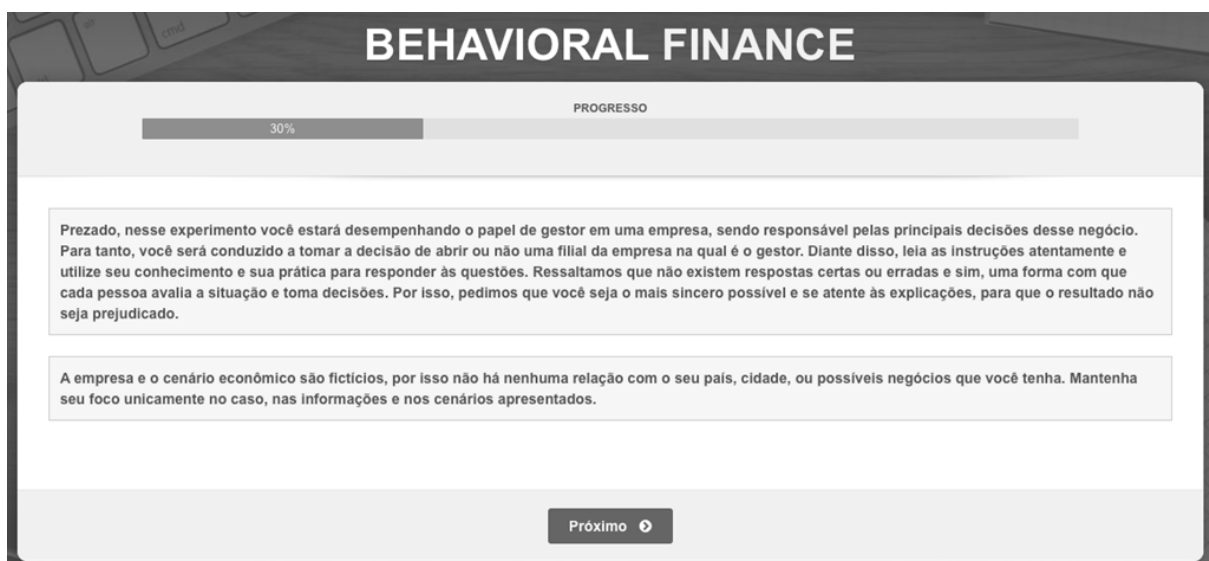 cmd
BEHAVIORAL FINANCE
PROGRESSO
30%
Prezado, nesse experimento você estará desempenhando o papel de gestor em uma empresa, sendo responsável pelas principais decisões desse negócio.
Para tanto, você será conduzido a tomar a decisão de abrir ou não uma filial da empresa na qual é o gestor. Diante disso, leia as instruções atentamente e
utilize seu conhecimento e sua prática para responder às questões. Ressaltamos que não existem respostas certas ou erradas e sim, uma forma com que
cada pessoa avalia a situação e toma decisões. Por isso, pedimos que você seja o mais sincero possível e se atente às explicações, para que o resultado não
seja prejudicado.
A empresa e o cenário econômico são fictícios, por isso não há nenhuma relação com o seu país, cidade, ou possíveis negócios que você tenha. Mantenha
seu foco unicamente no caso, nas informações e nos cenários apresentados.
Próximo